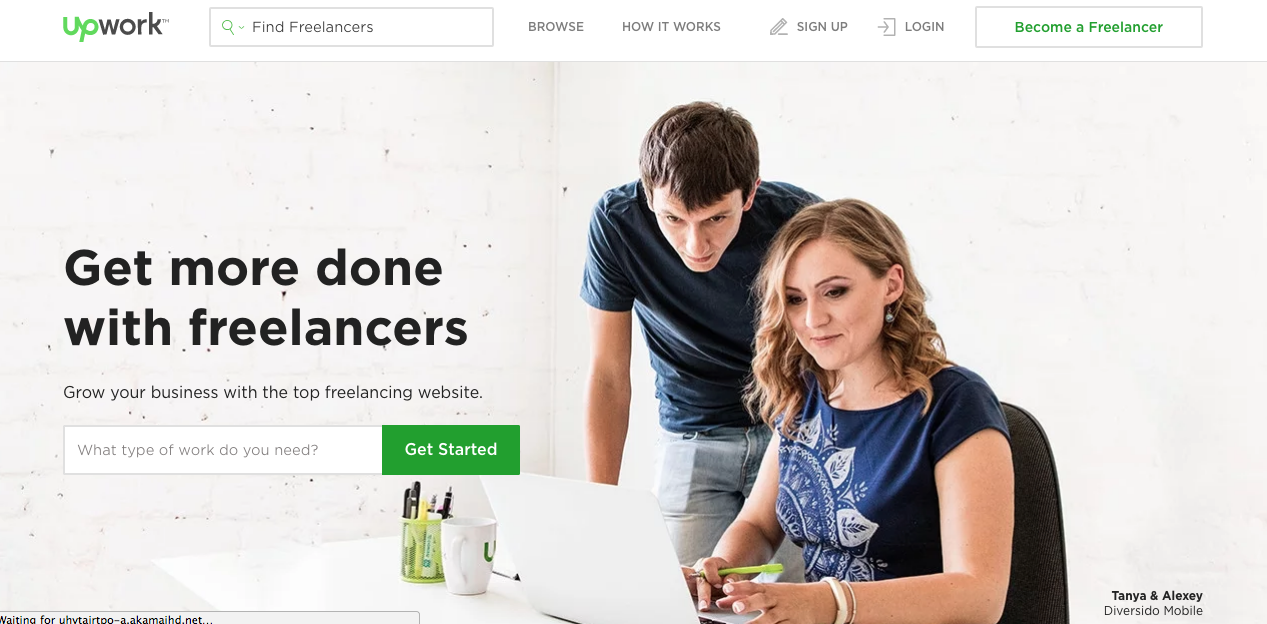 upwork™
Find Freelancers
BROWSE
HOW IT WORKS
SIGN UP
LOGIN
Become a Freelancer
Get more done
with freelancers
Grow your business with the top freelancing website.
What type of work do you need?
Get Started
U
Tanya & Alexey
Diversido Mobile
Waiting for uhytairtpo-a.akamaihd.net...